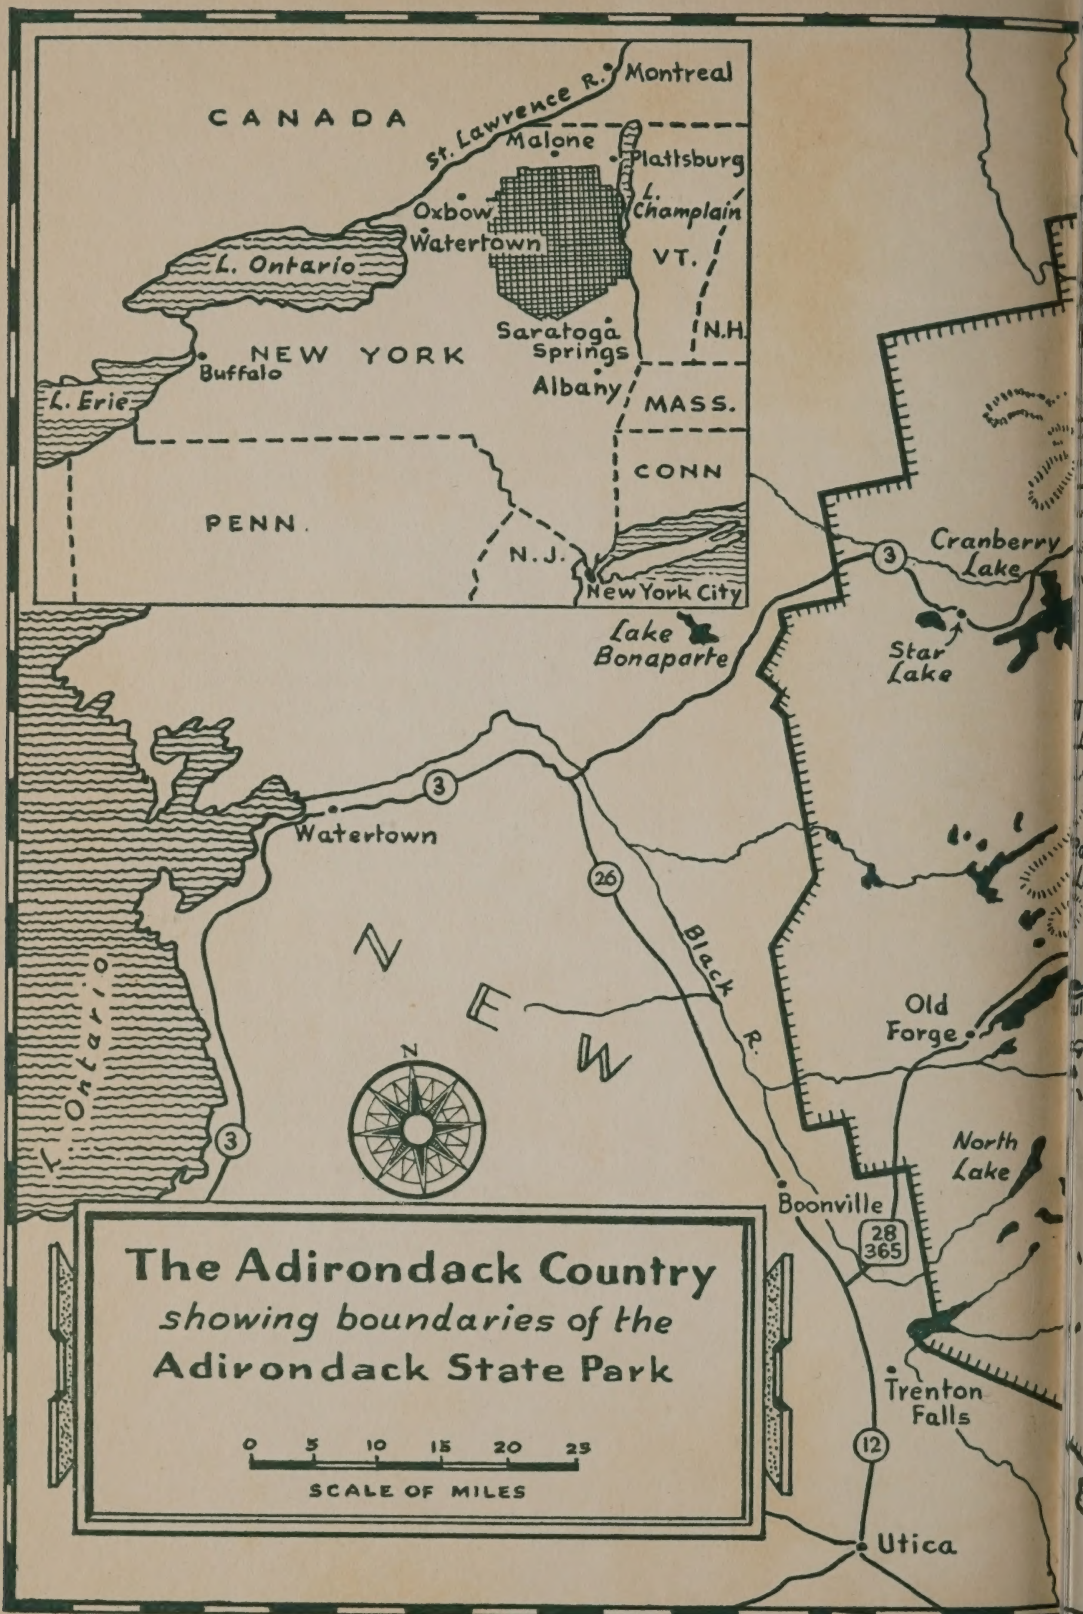 CANADA
Montreal
St. Lawrence R.
Malone
Plattsburg
Oxbow
L.
Champlain
Watertown
L. Ontario
VT.
N.H.
Saratoga
Springs
NEW YORK
Buffalo
Albany
L. Erie
MASS.
CONN
PENN.
N.J.
New York City
3
Cranberry
Lake
Lake
Bonaparte
Star
Lake
3
Watertown
26
Black
R.
N
E
W
L. Ontario
Old
Forge
N
3
North
Lake
Boonville
28
365
The Adirondack Country
showing boundaries of the
Adirondack State Park
0 5 10 15 20 25
SCALE OF MILES
Trenton
Falls
12
Utica